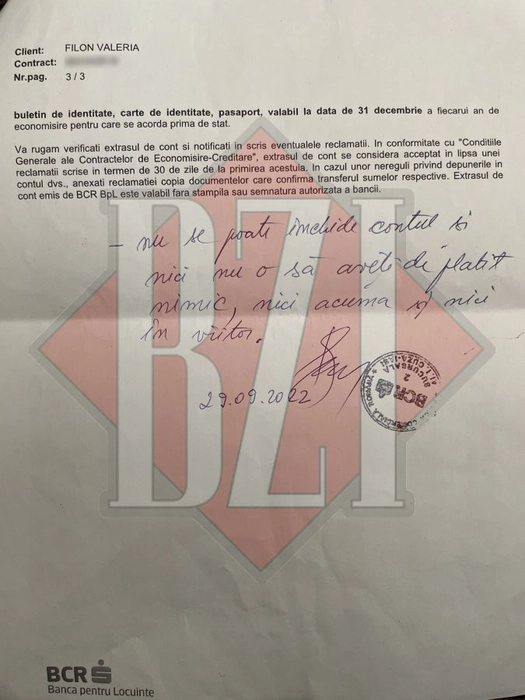 Client: FILON VALERIA
Contract:
Nr.pag. 3 / 3
buletin de identitate, carte de identitate, pasaport, valabil la data de 31 decembrie a fiecarui an de
economisire pentru care se acorda prima de stat.
Va rugam verificati extrasul de cont si notificati in scris eventualele reclamatii. In conformitate cu "Conditiile
Generale ale Contractelor de Economisire-Creditare", extrasul de cont se considera acceptat in lipsa unei
reclamatii scrise in termen de 30 de zile de la primirea acestuia. In cazul unor nereguli privind depunerile in
contul dvs., anexati reclamatiei copia documentelor care confirma transferul sumelor respective. Extrasul de
cont emis de BCR BpL este valabil fara stampila sau semnatura autorizata a bancii.
- nu se poate închide contul si
nici nu o să aveti de platit
nimic, nici acuma și nici
în viitor.
29.09.2022
BCR
SUCURSALA
2
BZI
BCR
Banca pentru Locuinte